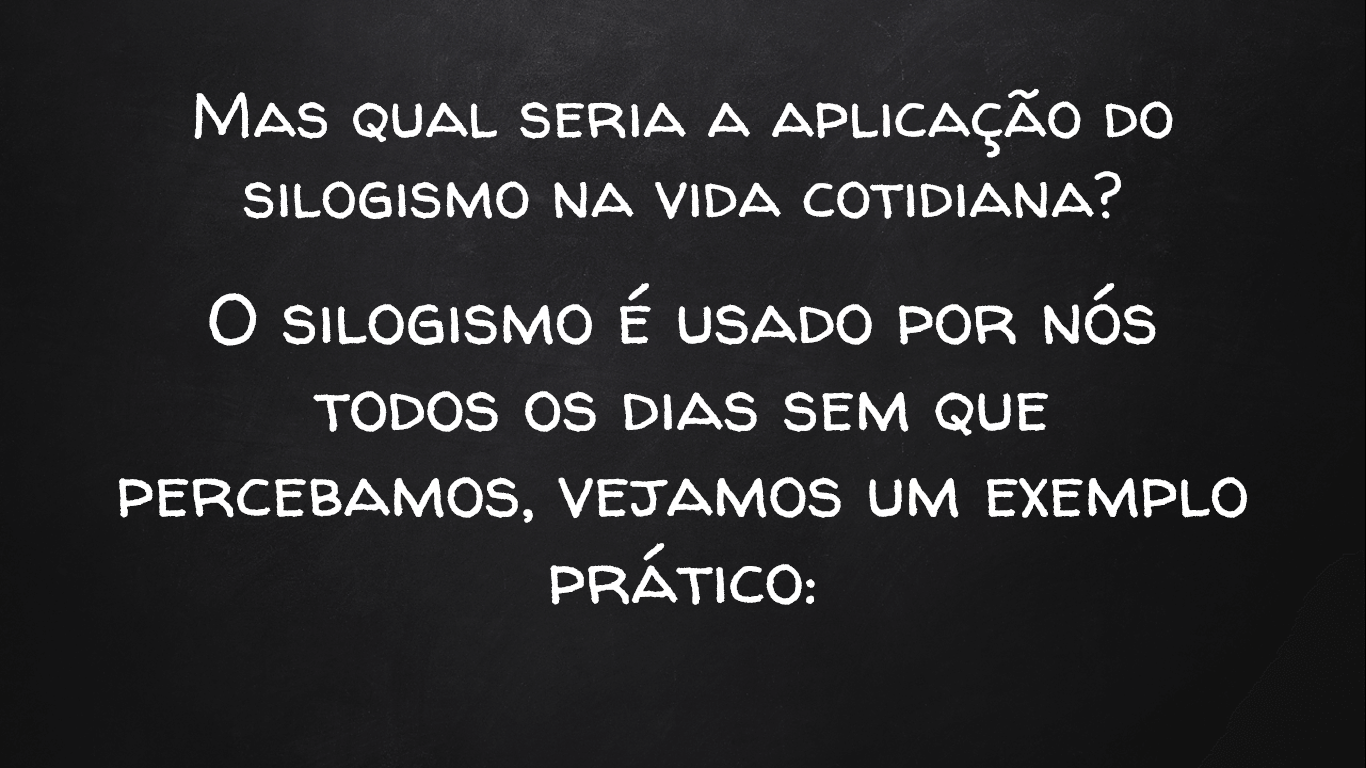 Mas qual seria a aplicação do
silogismo na vida cotidiana?
O silogismo é usado por nós
todos os dias sem que
percebamos, vejamos um exemplo
prático: